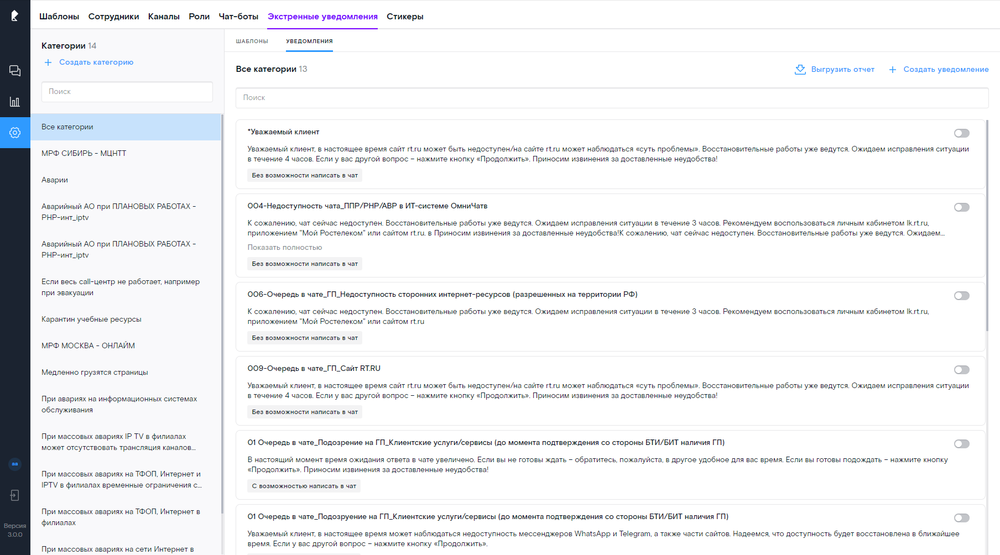 Шаблоны Сотрудники Каналы Роли Чат-боты Экстренные уведомления Стикеры
Категории 14
Создать категорию
Поиск
Все категории
МРФ СИБИРЬ - МЦНТТ
Аварии
Аварийный АО при ПЛАНОВЫХ РАБОТАХ -
РНР-инт_iptv
Аварийный АО при ПЛАНОВЫХ РАБОТАХ -
РНР-инт_iptv
Если весь call-центр не работает, например
при эвакуации
Карантин учебные ресурсы
МРФ МОСКВА - ОНЛАЙМ
Медленно грузятся страницы
При авариях на информационных системах
обслуживания
При массовых авариях IP TV в филиалах
может отсутствовать трансляция каналов...
При массовых авариях на ТФОП, Интернет и
IPTV в филиалах временные ограничения с...
При массовых авариях на ТФОП, Интернет в
филиалах
При массовых авариях на сети Интернет в
аа
Версия
3.0.0
ШАБЛОНЫ УВЕДОМЛЕНИЯ
Все категории 13
Выгрузить отчет
Создать уведомление
Поиск
*Уважаемый клиент
Уважаемый клиент, в настоящее время сайт rt.ru может быть недоступен/на сайте rt.ru может наблюдаться «суть проблемы». Восстановительные работы уже ведутся. Ожидаем исправления ситуации
в течение 4 часов. Если у вас другой вопрос – нажмите кнопку «Продолжить». Приносим извинения за доставленные неудобства!
Без возможности написать в чат
004-Недоступность чата_ППР/РНР/АВР в ИТ-системе ОмниЧатв
К сожалению, чат сейчас недоступен. Восстановительные работы уже ведутся. Ожидаем исправления ситуации в течение 3 часов. Рекомендуем воспользоваться личным кабинетом lk.rt.ru,
приложением "Мой Ростелеком" или сайтом rt.ru. в Приносим извинения за доставленные неудобства!К сожалению, чат сейчас недоступен. Восстановительные работы уже ведутся. Ожидаем...
Показать полностью
Без возможности написать в чат
006-Очередь в чате_ГП_Недоступность сторонних интернет-ресурсов (разрешенных на территории РФ)
К сожалению, чат сейчас недоступен. Восстановительные работы уже ведутся. Ожидаем исправления ситуации в течение 3 часов. Рекомендуем воспользоваться личным кабинетом lk.rt.ru,
приложением "Мой Ростелеком" или сайтом rt.ru
Без возможности написать в чат
009-Очередь в чате_ГП_Сайт RT.RU
Уважаемый клиент, в настоящее время сайт rt.ru может быть недоступен/на сайте rt.ru может наблюдаться «суть проблемы». Восстановительные работы уже ведутся. Ожидаем исправления ситуации
в течение 4 часов. Если у вас другой вопрос – нажмите кнопку «Продолжить». Приносим извинения за доставленные неудобства!
Без возможности написать в чат
01 Очередь в чате_Подозрение на ГП_Клиентские услуги/сервисы (до момента подтверждения со стороны БТИ/БИТ наличия ГП)
В настоящий момент время ожидания ответа в чате увеличено. Если вы не готовы ждать – обратитесь, пожалуйста, в другое удобное для вас время. Если вы готовы подождать – нажмите кнопку
«Продолжить». Приносим извинения за доставленные неудобства!
С возможностью написать в чат
01 Очередь в чате_Подозруение на ГП_Клиентские услуги/сервисы (до момента подтверждения со стороны БТИ/БИТ наличия ГП)
Уважаемый клиент, в настоящее время может наблюдаться недоступность мессенджеров WhatsApp и Telegram, а также части сайтов. Надеемся, что доступность будет восстановлена в ближайшее
время. Если у вас другой вопрос – нажмите кнопку «Продолжить».